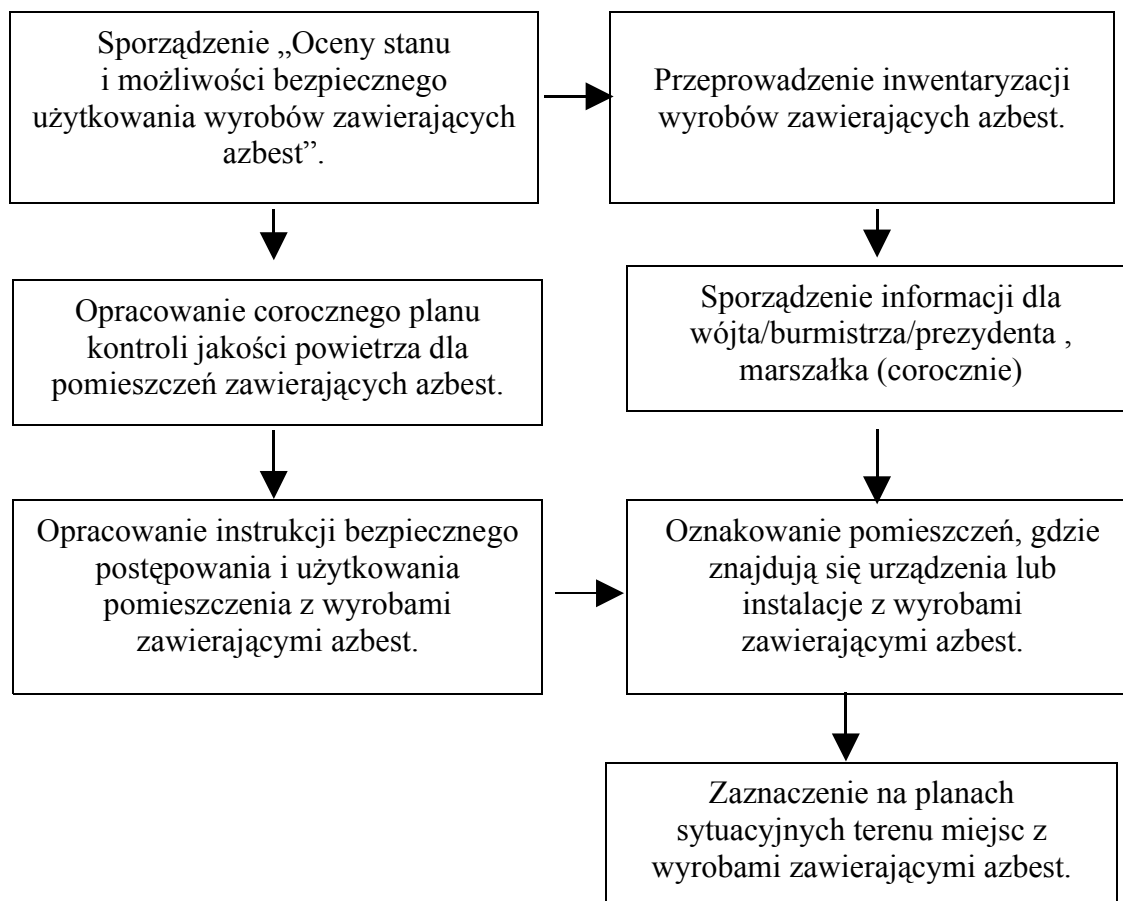 Sporządzenie „Oceny stanu
i możliwości bezpiecznego
użytkowania wyrobów zawierających
azbest”.
Przeprowadzenie inwentaryzacji
wyrobów zawierających azbest.
Opracowanie corocznego planu
kontroli jakości powietrza dla
pomieszczeń zawierających azbest.
Sporządzenie informacji dla
wójta/burmistrza/prezydenta ,
marszałka (corocznie)
Opracowanie instrukcji bezpiecznego
postępowania i użytkowania
pomieszczenia z wyrobami
zawierającymi azbest.
Oznakowanie pomieszczeń, gdzie
znajdują się urządzenia lub
instalacje z wyrobami
zawierającymi azbest.
Zaznaczenie na planach
sytuacyjnych terenu miejsc z
wyrobami zawierającymi azbest.